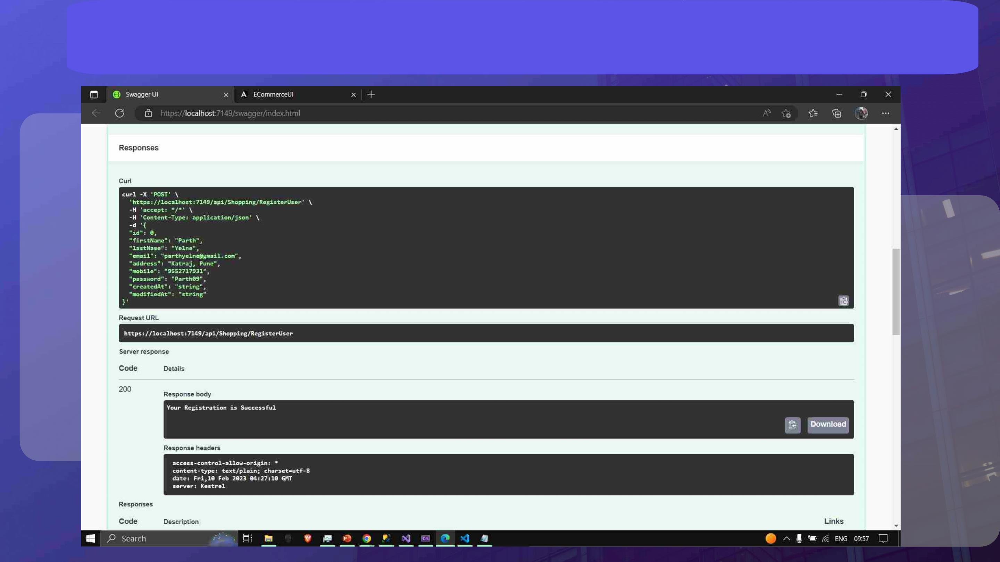 Swagger UI
ECommerceUI
https://localhost:7149/swagger/index.html
Responses
Curl
curl -X 'POST' \
'https://localhost:7149/api/Shopping/RegisterUser' \
-H 'accept: */*' \
-H 'Content-Type: application/json' \
-d '{
"id": 0,
"firstName": "Parth",
"lastName": "Yelne",
"email": "parthyelne@gmail.com",
"address": "Katraj, Pune",
"mobile": "9552717931",
"password": "Parth09",
"createdAt": "string",
"modifiedAt": "string"
}'
Request URL
https://localhost:7149/api/Shopping/RegisterUser
Server response
Code Details
200
Response body
Your Registration is Successful
Download
Response headers
access-control-allow-origin: *
content-type: text/plain; charset=utf-8
date: Fri,10 Feb 2023 04:27:10 GMT
server: Kestrel
Responses
Code Description Links
Search ENG 09:57